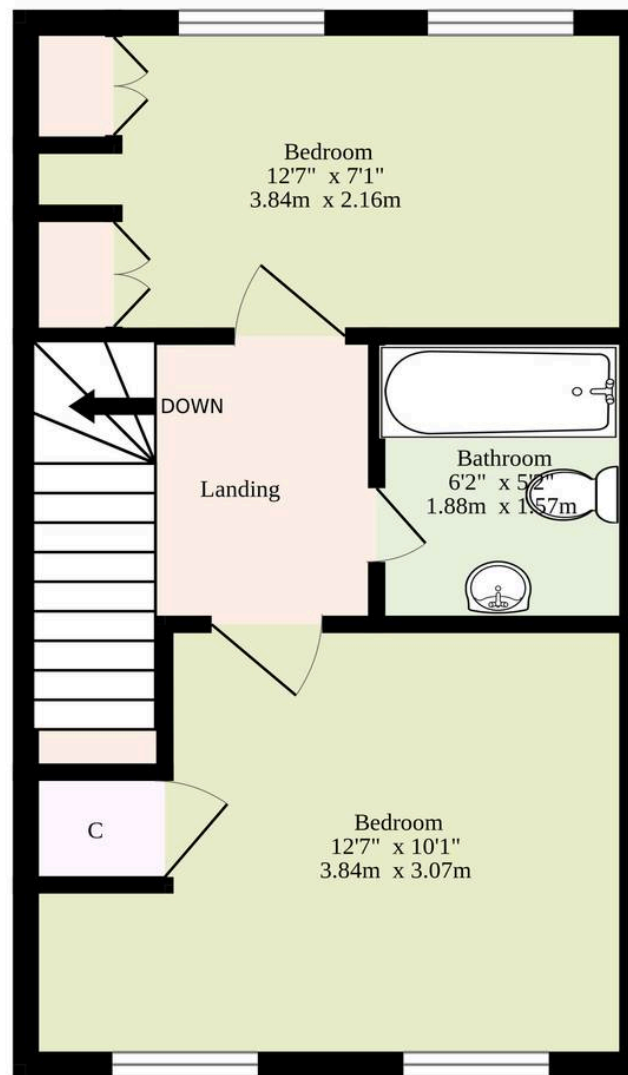 Bedroom
12'7" x 7'1"
3.84m x 2.16m
DOWN
Landing
Bathroom
6'2" x 5'2"
1.88m x 1.57m
Bedroom
12'7" x 10'1"
3.84m x 3.07m
C